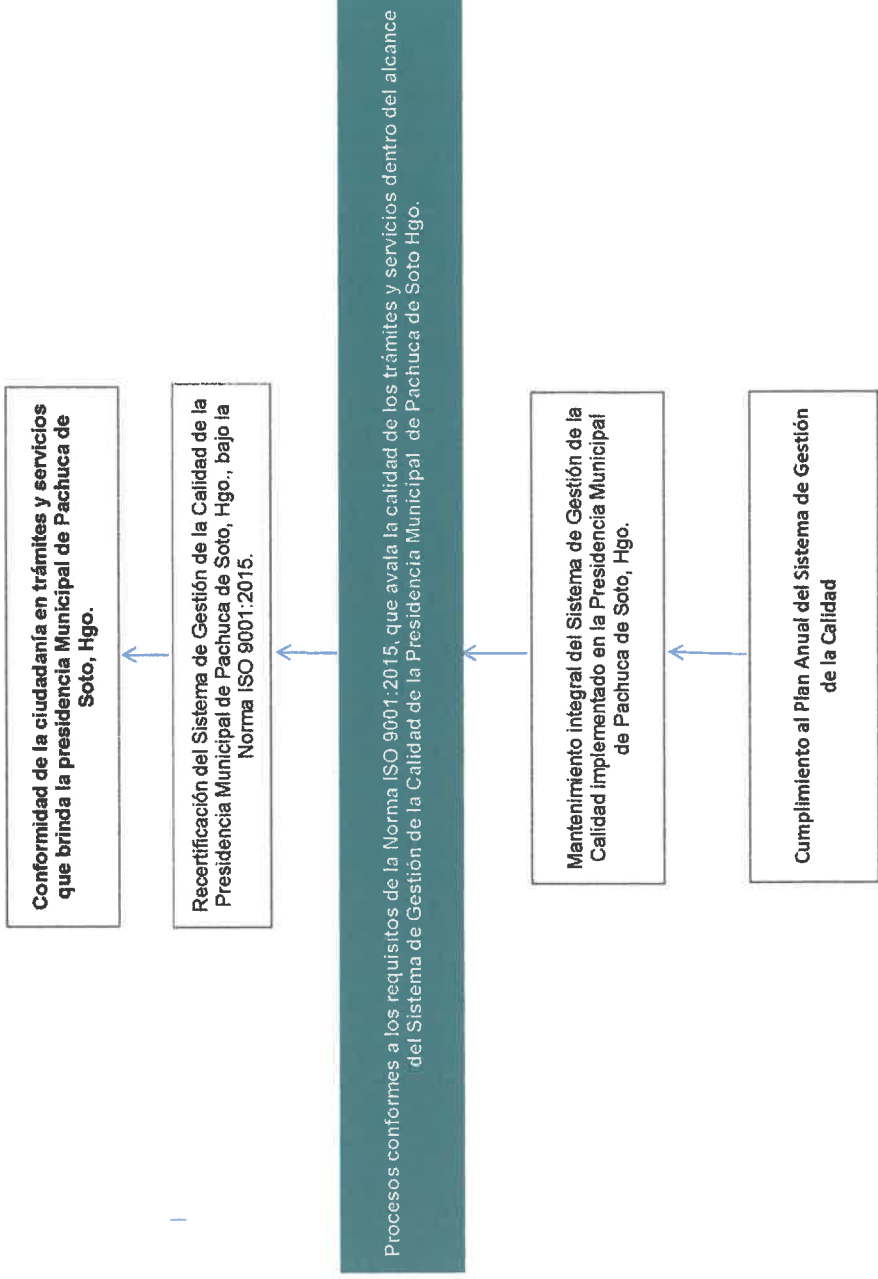 Conformidad de la ciudadanía en trámites y servicios
que brinda la presidencia Municipal de Pachuca de
Soto, Hgo.
Recertificación del Sistema de Gestión de la Calidad de la
Presidencia Municipal de Pachuca de Soto, Hgo., bajo la
Norma ISO 9001:2015.
Procesos conformes a los requisitos de la Norma ISO 9001:2015, que avala la calidad de los trámites y servicios dentro del alcance
del Sistema de Gestión de la Calidad de la Presidencia Municipal de Pachuca de Soto Hgo.
Mantenimiento integral del Sistema de Gestión de la
Calidad implementado en la Presidencia Municipal
de Pachuca de Soto, Hgo.
Cumplimiento al Plan Anual del Sistema de Gestión
de la Calidad